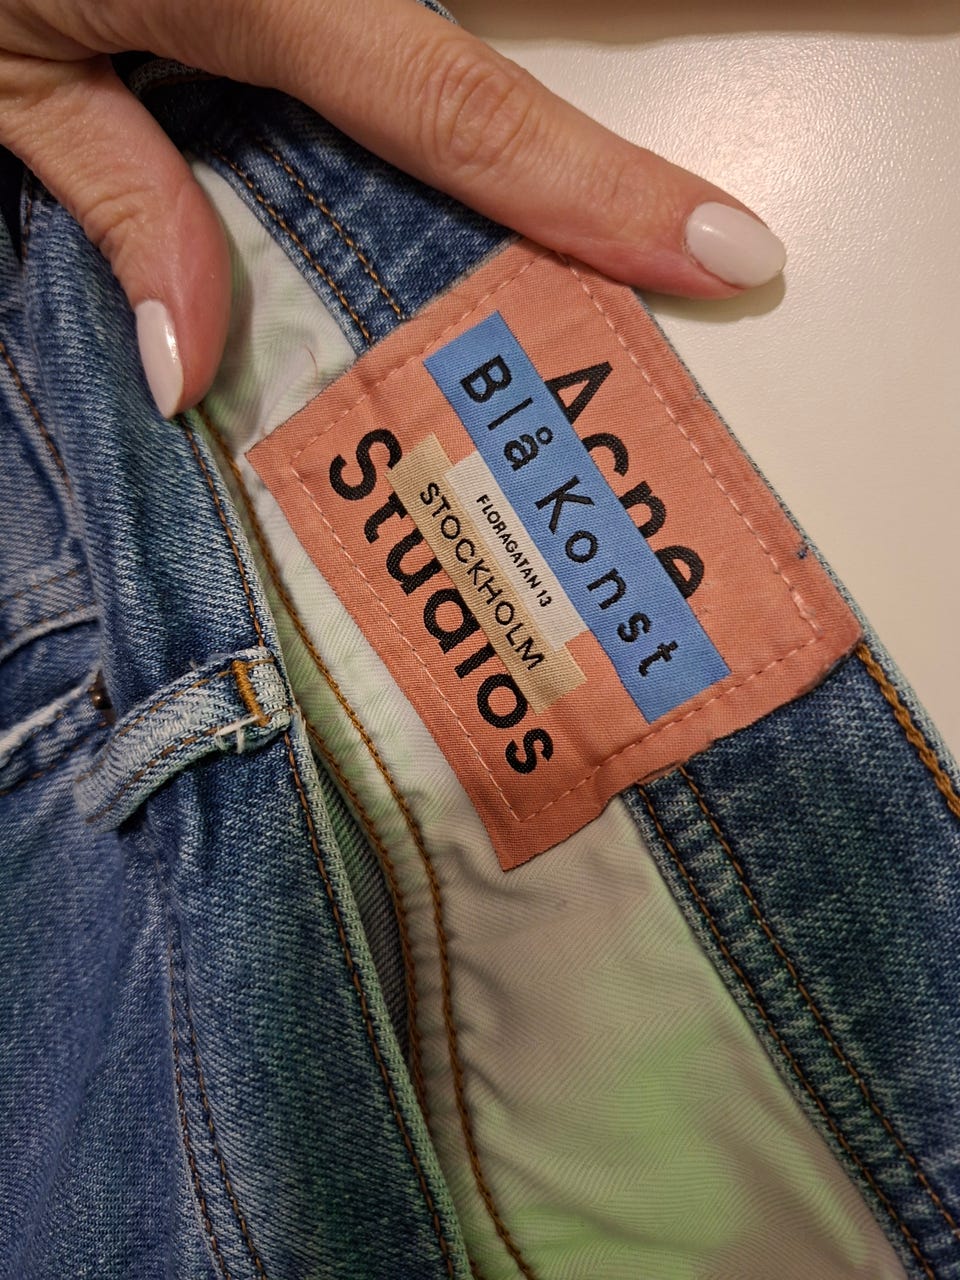 Acne
Blå Konst
FLORAGATAN 13
STOCKHOLM
Studios